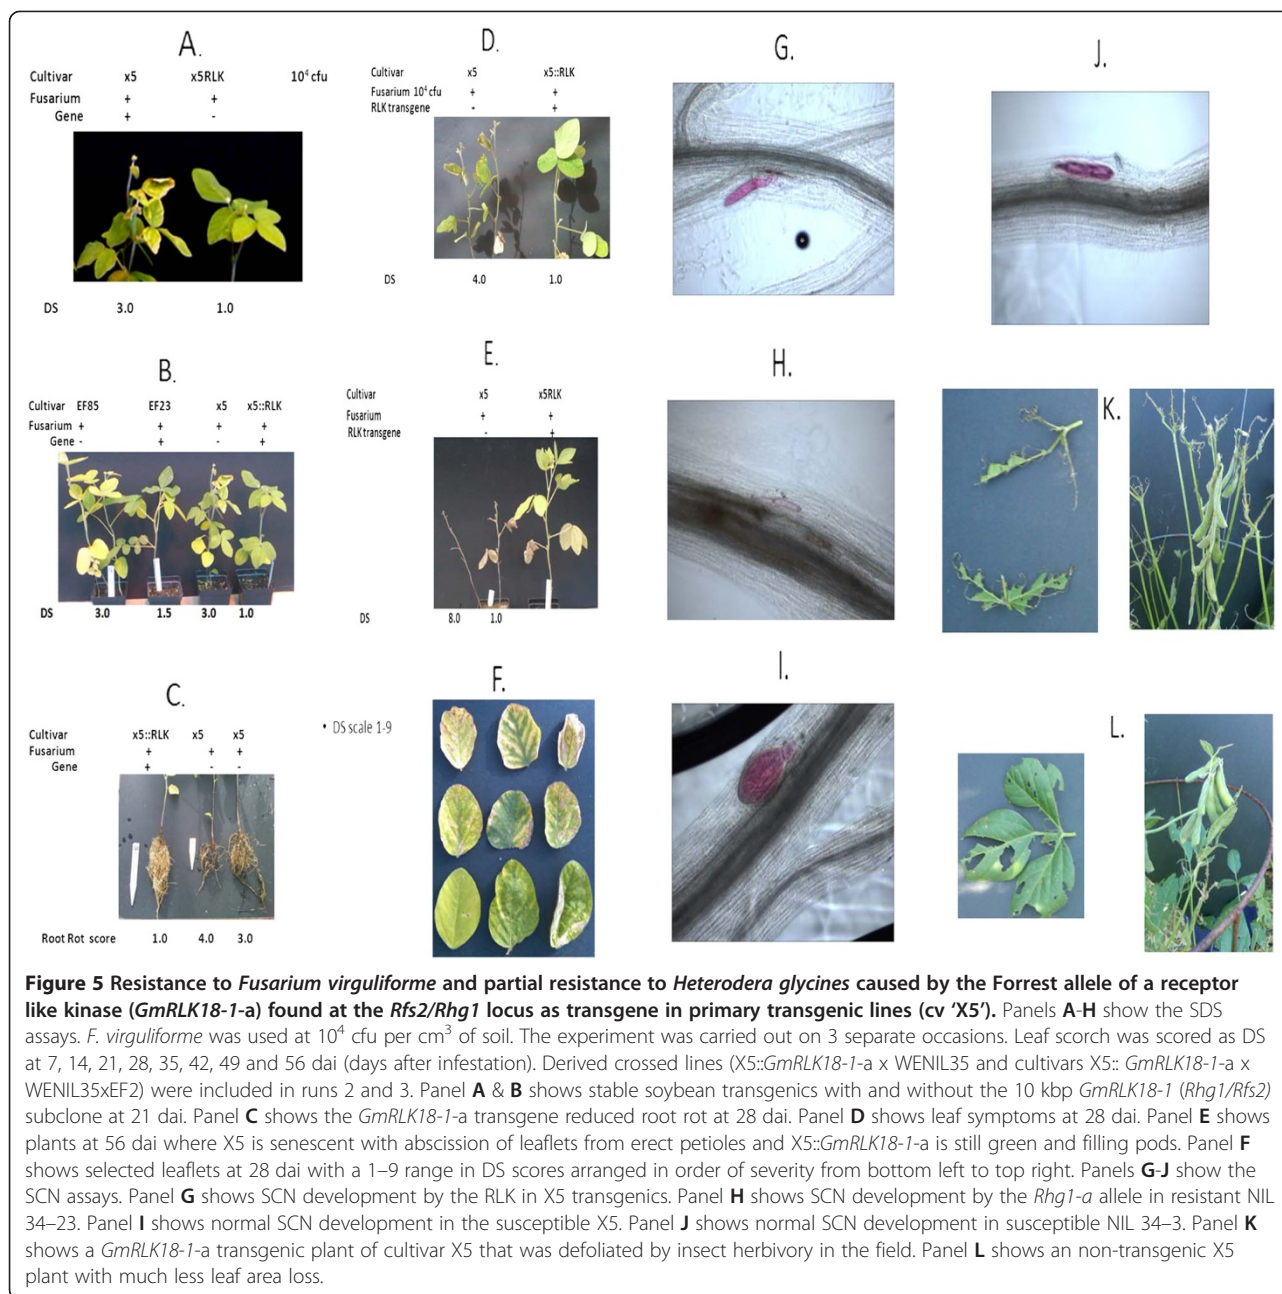 A.
Cultivar x5 x5RLK 10⁴ cfu
Fusarium + +
Gene + -
DS 3.0 1.0
B.
Cultivar EF85 EF23 x5 x5::RLK
Fusarium + + + +
Gene - + - +
DS 3.0 1.5 3.0 1.0
C.
Cultivar x5::RLK x5 x5
Fusarium + + +
Gene + - -
Root Rot score 1.0 4.0 3.0
D.
Cultivar x5 x5::RLK
Fusarium 10⁴ cfu + +
RLK transgene - +
DS 4.0 1.0
E.
Cultivar x5 x5RLK
Fusarium + +
RLK transgene - +
DS 8.0 1.0
• DS scale 1-9
F.
G.
H.
I.
J.
K.
L.
Figure 5 Resistance to Fusarium virguliforme and partial resistance to Heterodera glycines caused by the Forrest allele of a receptor
like kinase (GmRLK18-1-a) found at the Rfs2/Rhg1 locus as transgene in primary transgenic lines (cv ‘X5’). Panels A-H show the SDS
assays. F. virguliforme was used at 10⁴ cfu per cm³ of soil. The experiment was carried out on 3 separate occasions. Leaf scorch was scored as DS
at 7, 14, 21, 28, 35, 42, 49 and 56 dai (days after infestation). Derived crossed lines (X5::GmRLK18-1-a x WENIL35 and cultivars X5:: GmRLK18-1-a x
WENIL35xEF2) were included in runs 2 and 3. Panel A & B shows stable soybean transgenics with and without the 10 kbp GmRLK18-1 (Rhg1/Rfs2)
subclone at 21 dai. Panel C shows the GmRLK18-1-a transgene reduced root rot at 28 dai. Panel D shows leaf symptoms at 28 dai. Panel E shows
plants at 56 dai where X5 is senescent with abscission of leaflets from erect petioles and X5::GmRLK18-1-a is still green and filling pods. Panel F
shows selected leaflets at 28 dai with a 1–9 range in DS scores arranged in order of severity from bottom left to top right. Panels G-J show the
SCN assays. Panel G shows SCN development by the RLK in X5 transgenics. Panel H shows SCN development by the Rhg1-a allele in resistant NIL
34–23. Panel I shows normal SCN development in the susceptible X5. Panel J shows normal SCN development in susceptible NIL 34–3. Panel K
shows a GmRLK18-1-a transgenic plant of cultivar X5 that was defoliated by insect herbivory in the field. Panel L shows an non-transgenic X5
plant with much less leaf area loss.